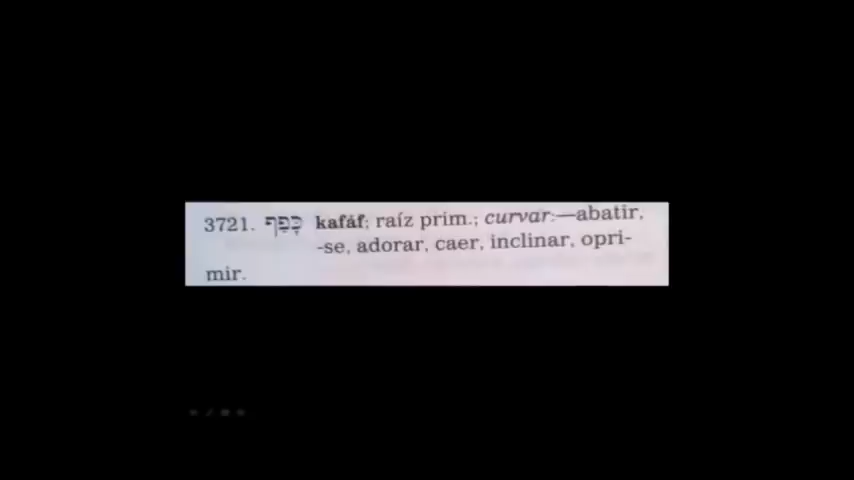 3721. כָּפַף kafáf; raíz prim.; curvar:—abatir,
-se, adorar, caer, inclinar, opri-
mir.